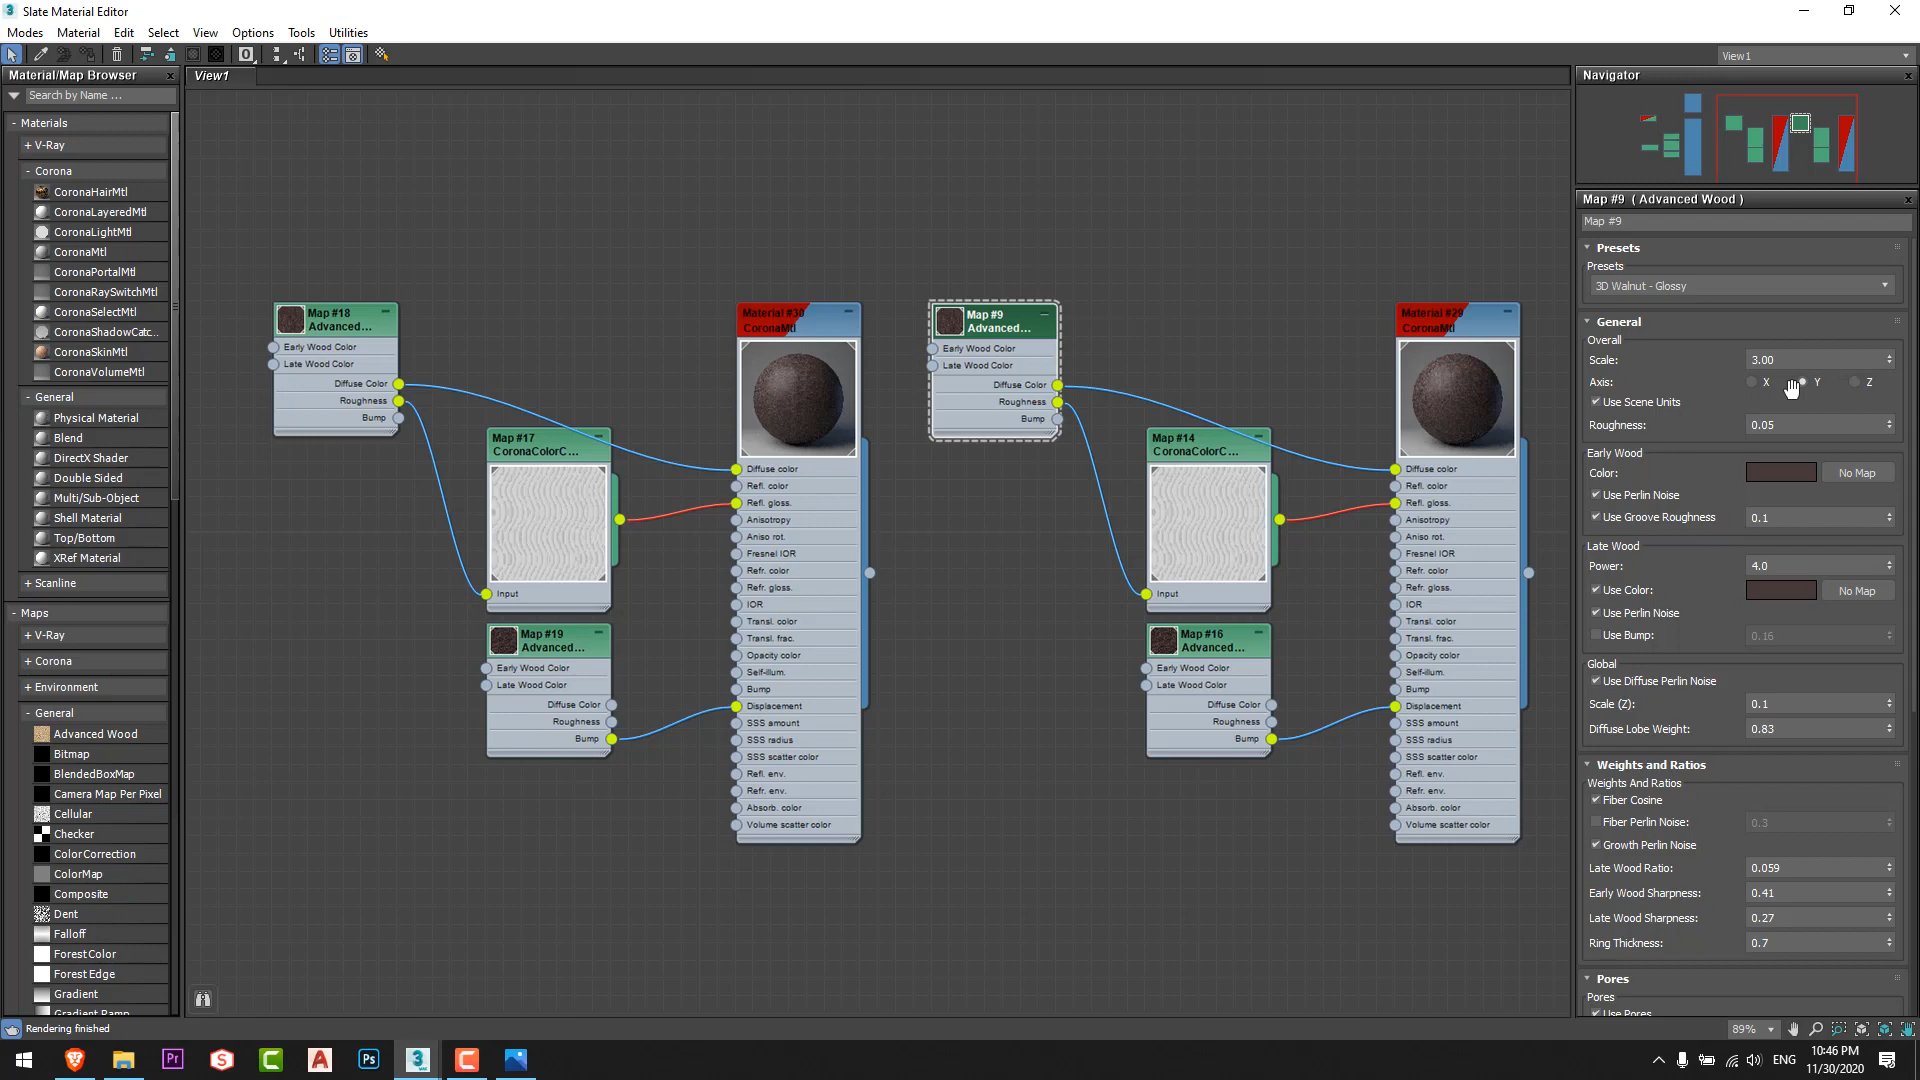 Slate Material Editor
Modes Material Edit Select View Options Tools Utilities
View1
Material/Map Browser
Search by Name ...
- Materials
+ V-Ray
- Corona
CoronaHairMtl
CoronaLayeredMtl
CoronaLightMtl
CoronaMtl
CoronaPortalMtl
CoronaRaySwitchMtl
CoronaSelectMtl
CoronaShadowCatc...
CoronaSkinMtl
CoronaVolumeMtl
- General
Physical Material
Blend
DirectX Shader
Double Sided
Multi/Sub-Object
Shell Material
Top/Bottom
XRef Material
+ Scanline
- Maps
+ V-Ray
+ Corona
+ Environment
- General
Advanced Wood
Bitmap
BlendedBoxMap
Camera Map Per Pixel
Cellular
Checker
ColorCorrection
ColorMap
Composite
Dent
Falloff
ForestColor
Forest Edge
Gradient
Gradient Ramp
View1
Map #18
Advanced...
Early Wood Color
Late Wood Color
Diffuse Color
Roughness
Bump
Map #17
CoronaColorC...
Input
Map #19
Advanced...
Early Wood Color
Late Wood Color
Diffuse Color
Roughness
Bump
Material #30
CoronaMtl
Diffuse color
Refl. color
Refl. gloss.
Anisotropy
Aniso rot.
Fresnel IOR
Refr. color
Refr. gloss.
IOR
Transl. color
Transl. frac.
Opacity color
Self-illum.
Bump
Displacement
SSS amount
SSS radius
SSS scatter color
Refl. env.
Refr. env.
Absorb. color
Volume scatter color
Map #9
Advanced...
Early Wood Color
Late Wood Color
Diffuse Color
Roughness
Bump
Map #14
CoronaColorC...
Input
Map #16
Advanced...
Early Wood Color
Late Wood Color
Diffuse Color
Roughness
Bump
Material #29
CoronaMtl
Diffuse color
Refl. color
Refl. gloss.
Anisotropy
Aniso rot.
Fresnel IOR
Refr. color
Refr. gloss.
IOR
Transl. color
Transl. frac.
Opacity color
Self-illum.
Bump
Displacement
SSS amount
SSS radius
SSS scatter color
Refl. env.
Refr. env.
Absorb. color
Volume scatter color
Navigator
Map #9 ( Advanced Wood )
Map #9
Presets
Presets
3D Walnut - Glossy
General
Overall
Scale: 3.00
Axis: X Y Z
Use Scene Units
Roughness: 0.05
Early Wood
Color: No Map
Use Perlin Noise
Use Groove Roughness 0.1
Late Wood
Power: 4.0
Use Color: No Map
Use Perlin Noise
Use Bump: 0.16
Global
Use Diffuse Perlin Noise
Scale (Z): 0.1
Diffuse Lobe Weight: 0.83
Weights and Ratios
Weights And Ratios
Fiber Cosine
Fiber Perlin Noise: 0.3
Growth Perlin Noise
Late Wood Ratio: 0.059
Early Wood Sharpness: 0.41
Late Wood Sharpness: 0.27
Ring Thickness: 0.7
Pores
Pores
Use Pores
Rendering finished
89%
ENG
10:46 PM
11/30/2020